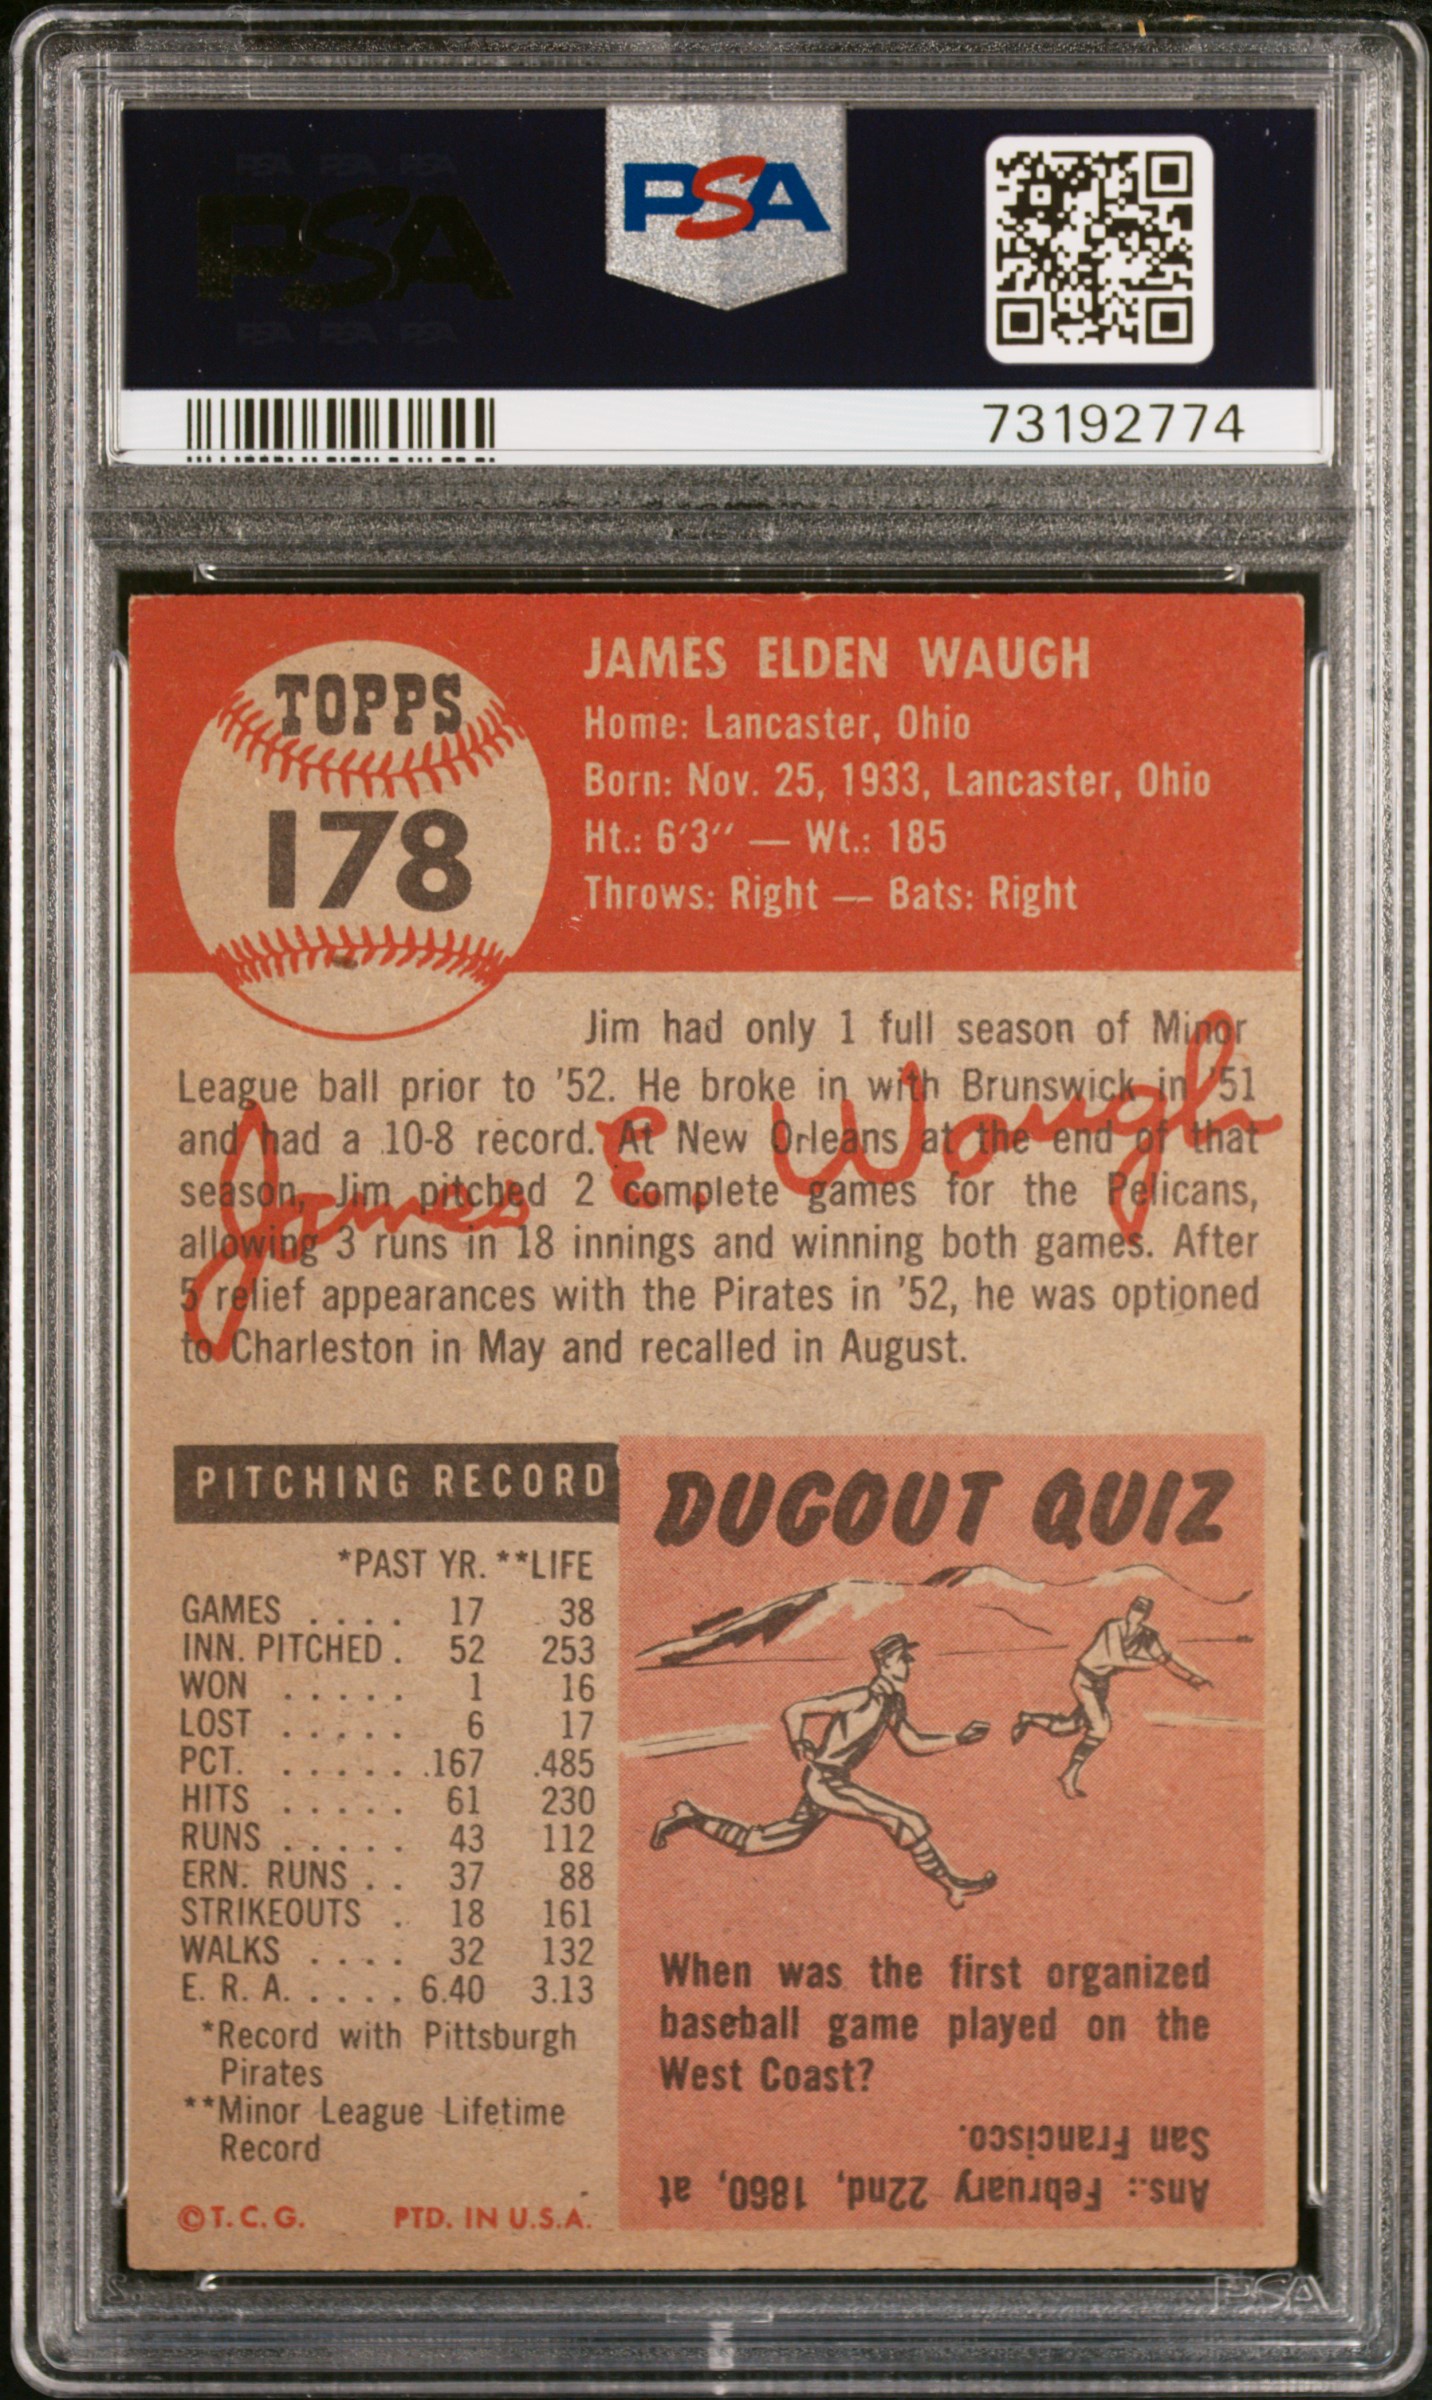 PSA PSA PSA
PSA
PSA PSA PSA
PSA
73192774
TOPPS
178
JAMES ELDEN WAUGH
Home: Lancaster, Ohio
Born: Nov. 25, 1933, Lancaster, Ohio
Ht.: 6'3'' — Wt.: 185
Throws: Right — Bats: Right
Jim had only 1 full season of Minor
League ball prior to '52. He broke in with Brunswick in '51
and had a 10-8 record. At New Orleans at the end of that
season, Jim pitched 2 complete games for the Pelicans,
allowing 3 runs in 18 innings and winning both games. After
5 relief appearances with the Pirates in '52, he was optioned
to Charleston in May and recalled in August.
James E. Waugh
PITCHING RECORD
*PAST YR. **LIFE
GAMES .... 17 38
INN. PITCHED . 52 253
WON ..... 1 16
LOST ..... 6 17
PCT. ...... .167 .485
HITS ..... 61 230
RUNS ..... 43 112
ERN. RUNS .. 37 88
STRIKEOUTS . 18 161
WALKS .... 32 132
E. R. A. ..... 6.40 3.13
*Record with Pittsburgh
Pirates
**Minor League Lifetime
Record
©T. C. G. PTD. IN U.S.A.
DUGOUT QUIZ
When was the first organized
baseball game played on the
West Coast?
Ans.: February 22nd, 1860, at
San Francisco.
PSA